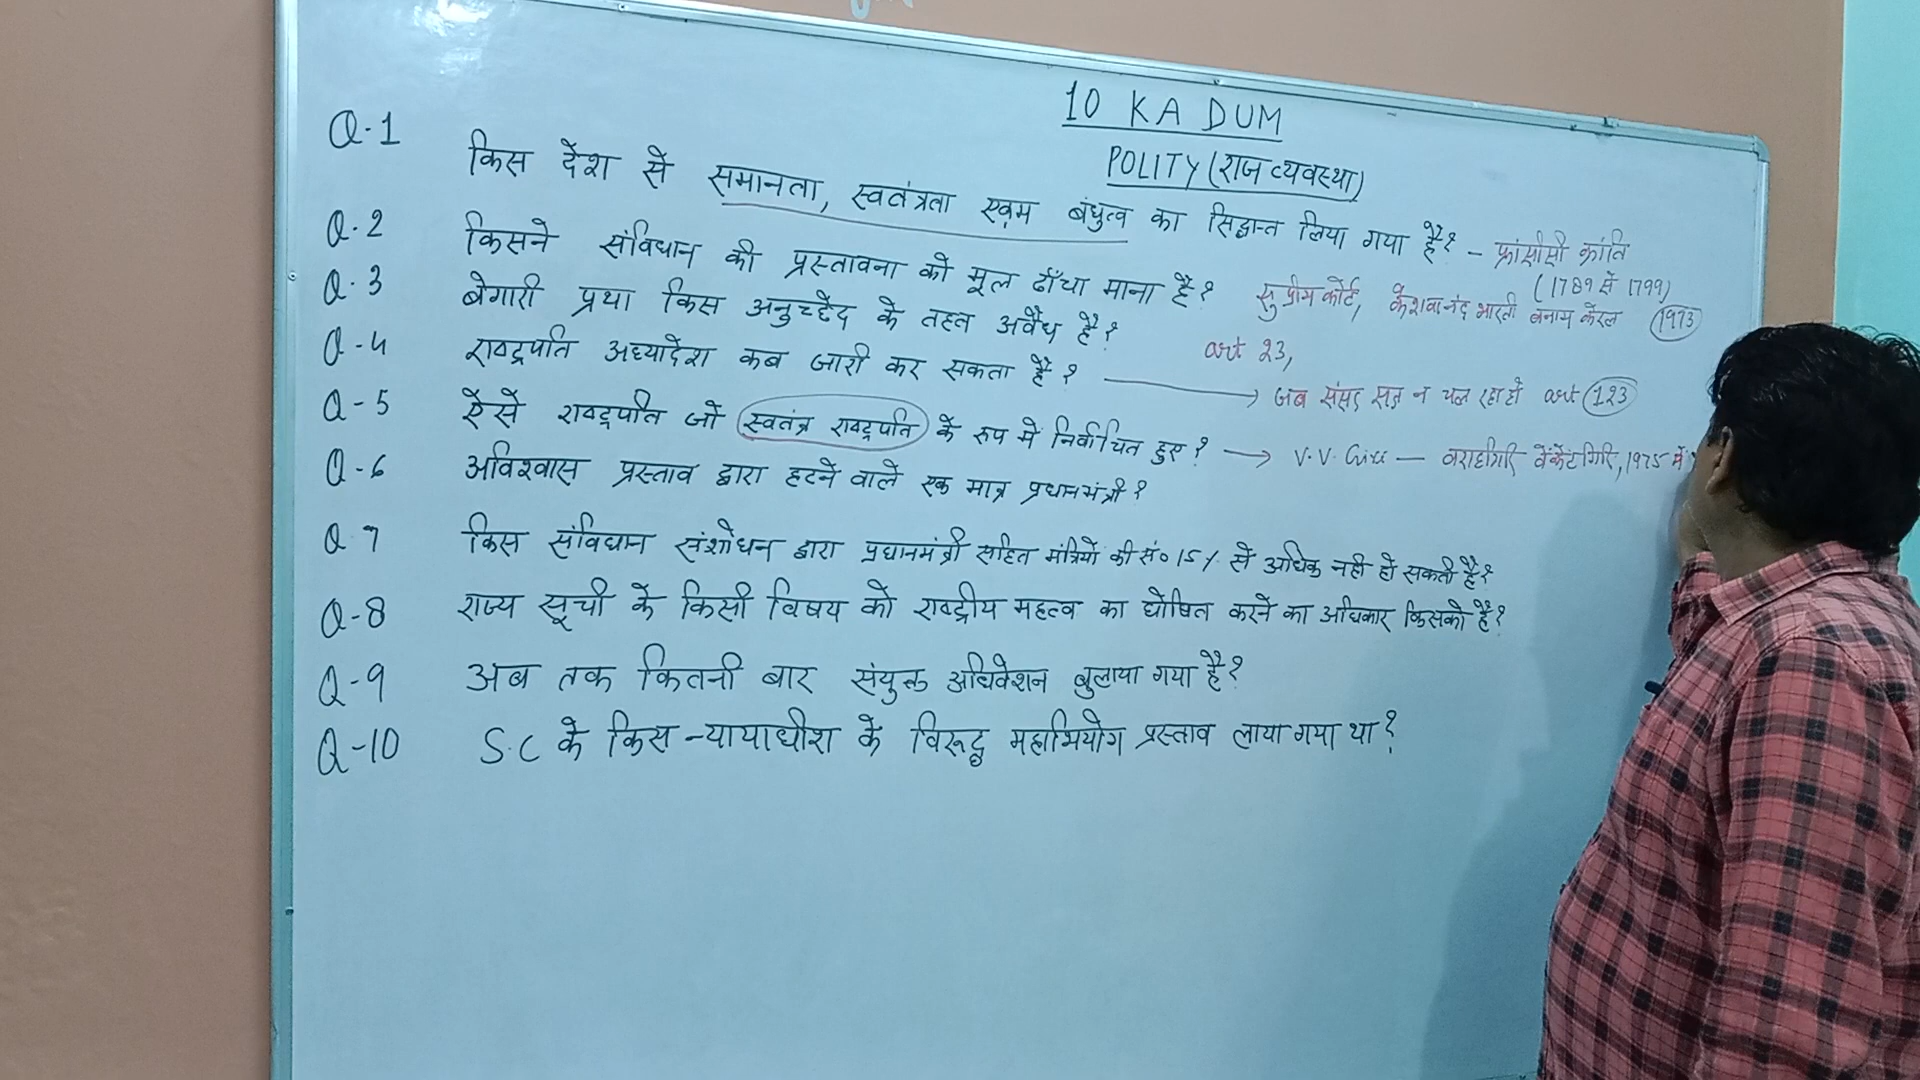 10 KA DUM
POLITY (राजव्यवस्था)
Q-1 किस देश से समानता, स्वतंत्रता एवम बंधुत्व का सिद्धान्त लिया गया है? - फ्रांसीसी क्रांति
(1789 से 1799)
Q-2 किसने संविधान की प्रस्तावना को मूल ढाँचा माना है? सुप्रीम कोर्ट, केशवानंद भारती बनाम केरल 1973
Q-3 बेगारी प्रथा किस अनुच्छेद के तहत अवैध है? art 23,
Q-4 राष्ट्रपति अध्यादेश कब जारी कर सकता है? → जब संसद सत्र न चल रहा हो art 123
Q-5 ऐसे राष्ट्रपति जो स्वतंत्र राष्ट्रपति के रूप में निर्वाचित हुए? → V.V. Giri — वराहगिरि वेंकटगिरि, 1975 में
Q-6 अविश्वास प्रस्ताव द्वारा हटने वाले एक मात्र प्रधानमंत्री?
Q-7 किस संविधान संशोधन द्वारा प्रधानमंत्री सहित मंत्रियों की सं० 15% से अधिक नही हो सकती है?
Q-8 राज्य सूची के किसी विषय को राष्ट्रीय महत्व का घोषित करने का अधिकार किसको है?
Q-9 अब तक कितनी बार संयुक्त अधिवेशन बुलाया गया है?
Q-10 S.C के किस न्यायाधीश के विरूद्ध महाभियोग प्रस्ताव लाया गया था?